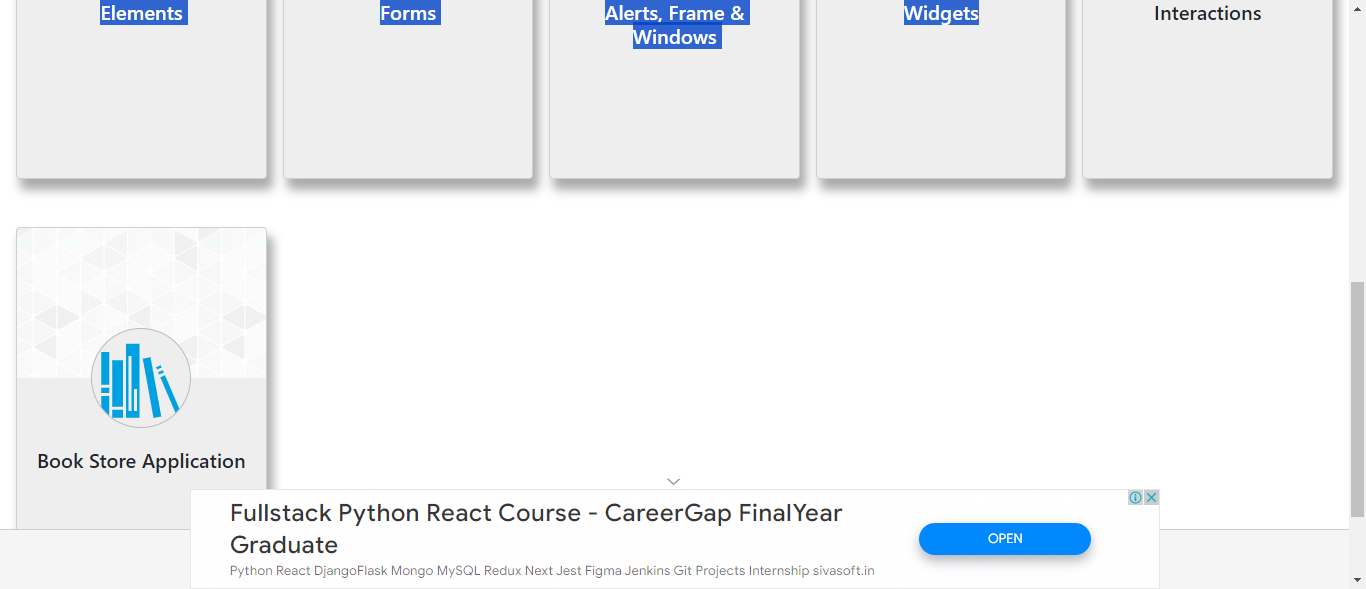 Elements
Forms
Alerts, Frame &
Windows
Widgets
Interactions
Book Store Application
Fullstack Python React Course - CareerGap FinalYear
Graduate
Python React DjangoFlask Mongo MySQL Redux Next Jest Figma Jenkins Git Projects Internship sivasoft.in
OPEN